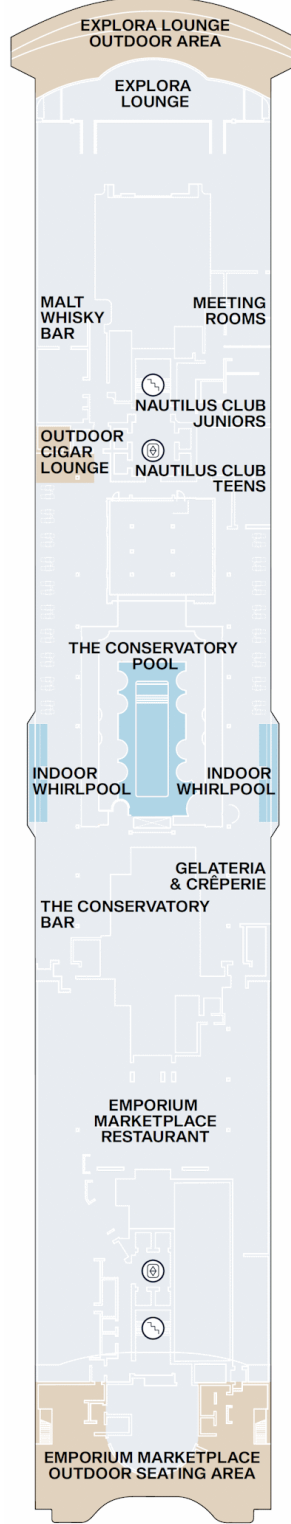 EXPLORA LOUNGE
OUTDOOR AREA
EXPLORA
LOUNGE
MALT
WHISKY
BAR
MEETING
ROOMS
NAUTILUS CLUB
JUNIORS
OUTDOOR
CIGAR
LOUNGE
NAUTILUS CLUB
TEENS
THE CONSERVATORY
POOL
INDOOR
WHIRLPOOL
INDOOR
WHIRLPOOL
GELATERIA
& CRÊPERIE
THE CONSERVATORY
BAR
EMPORIUM
MARKETPLACE
RESTAURANT
EMPORIUM MARKETPLACE
OUTDOOR SEATING AREA